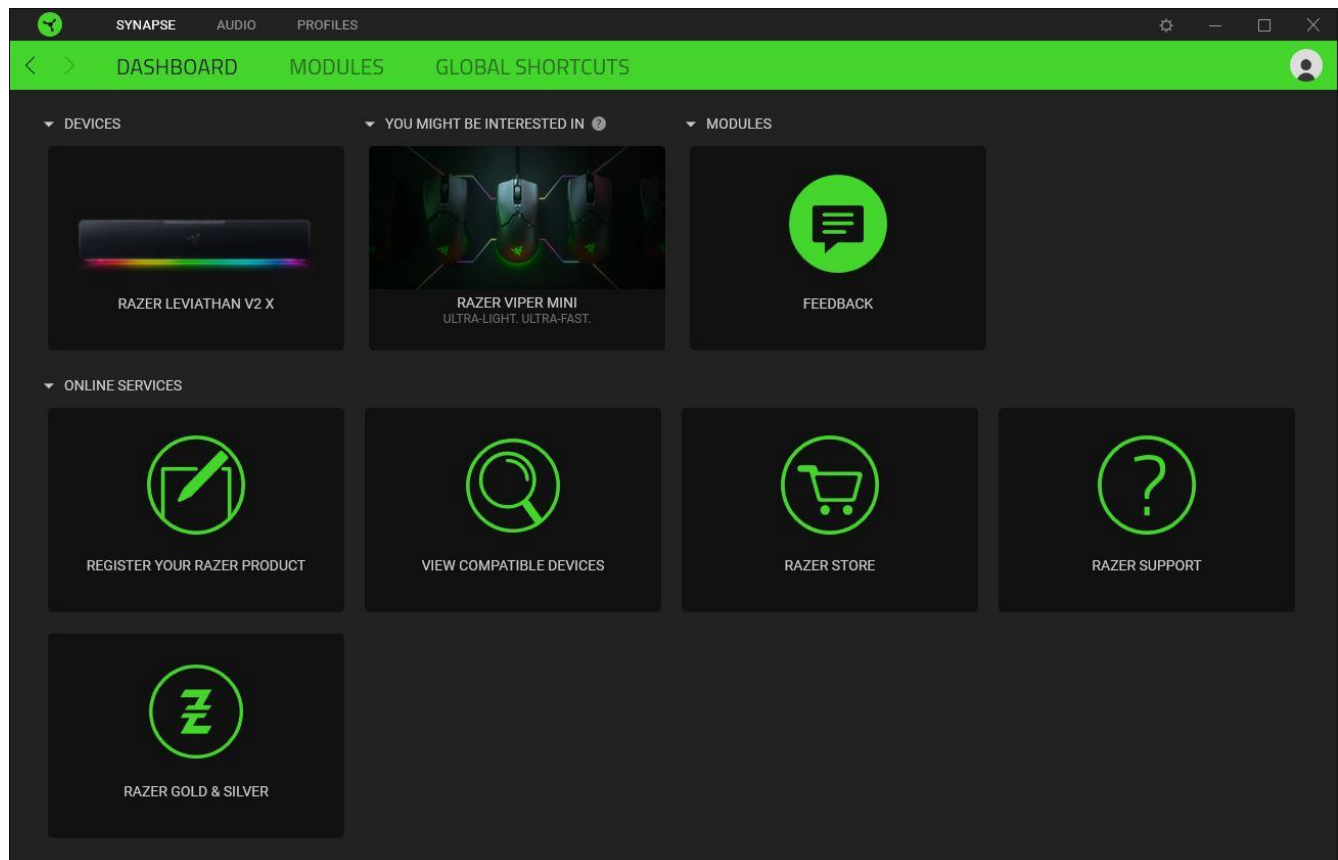 SYNAPSE AUDIO PROFILES
DASHBOARD MODULES GLOBAL SHORTCUTS
DEVICES
YOU MIGHT BE INTERESTED IN ?
MODULES
RAZER LEVIATHAN V2 X
RAZER VIPER MINI
ULTRA-LIGHT. ULTRA-FAST.
FEEDBACK
ONLINE SERVICES
REGISTER YOUR RAZER PRODUCT
VIEW COMPATIBLE DEVICES
RAZER STORE
RAZER SUPPORT
RAZER GOLD & SILVER